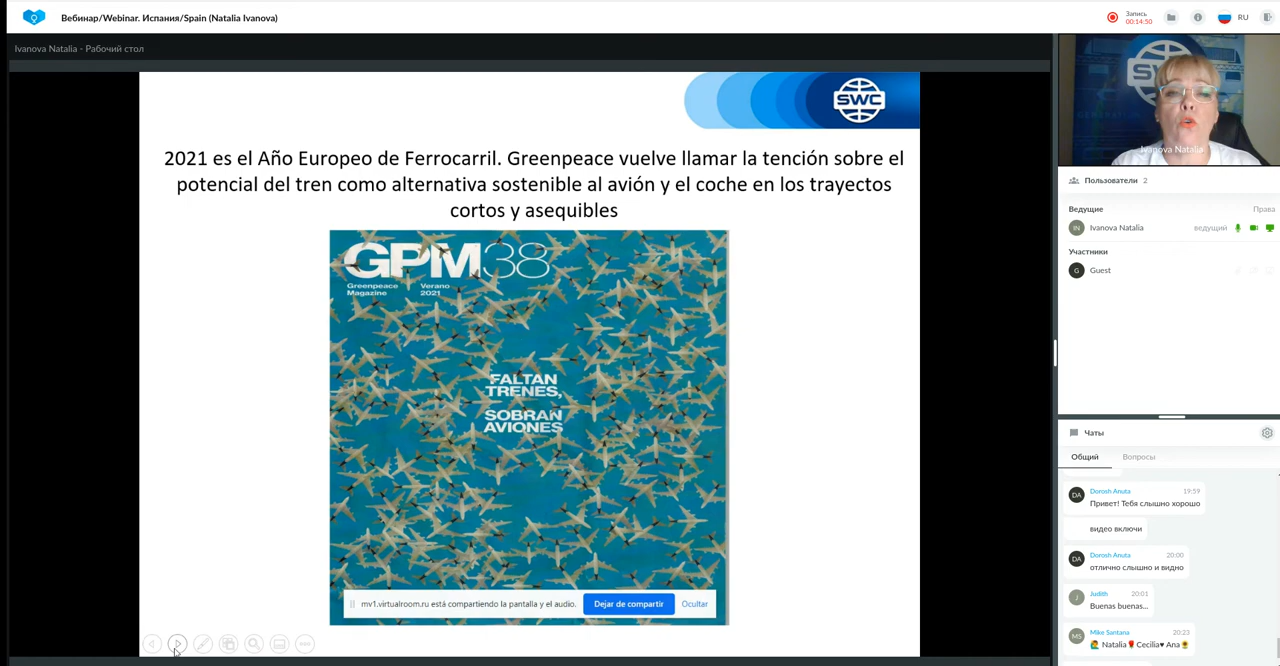 Вебинар/Webinar. Испания/Spain (Natalia Ivanova)
Запись
00:14:50
RU
Ivanova Natalia - Рабочий стол
SWC
2021 es el Año Europeo de Ferrocarril. Greenpeace vuelve llamar la tención sobre el
potencial del tren como alternativa sostenible al avión y el coche en los trayectos
cortos y asequibles
GPM38
Greenpeace
Magazine
Verano
2021
FALTAN
TRENES,
SOBRAN
AVIONES
mv1.virtualroom.ru está compartiendo la pantalla y el audio.
Dejar de compartir
Ocultar
SWC
Ivanova Natalia
Пользователи 2
Ведущие
Права
IN
Ivanova Natalia
ведущий
Участники
G
Guest
Чаты
Общий
Вопросы
DA
Dorosh Anuta
19:59
Привет! Тебя слышно хорошо
видео включи
DA
Dorosh Anuta
20:00
отлично слышно и видно
J
Judith
20:01
Buenas buenas...
MS
Mike Santana
20:23
🙋‍♂️ Natalia🌹Cecilia♥ Ana🌻